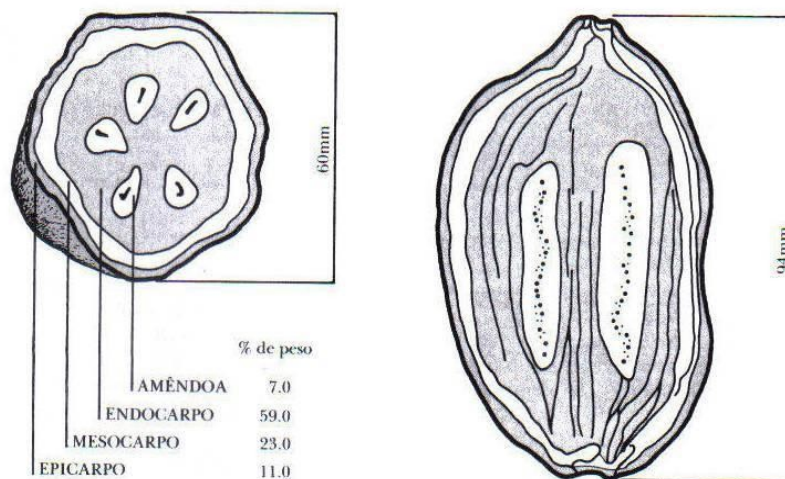 60mm
94mm
% de peso
AMÊNDOA 7.0
ENDOCARPO 59.0
MESOCARPO 23.0
EPICARPO 11.0